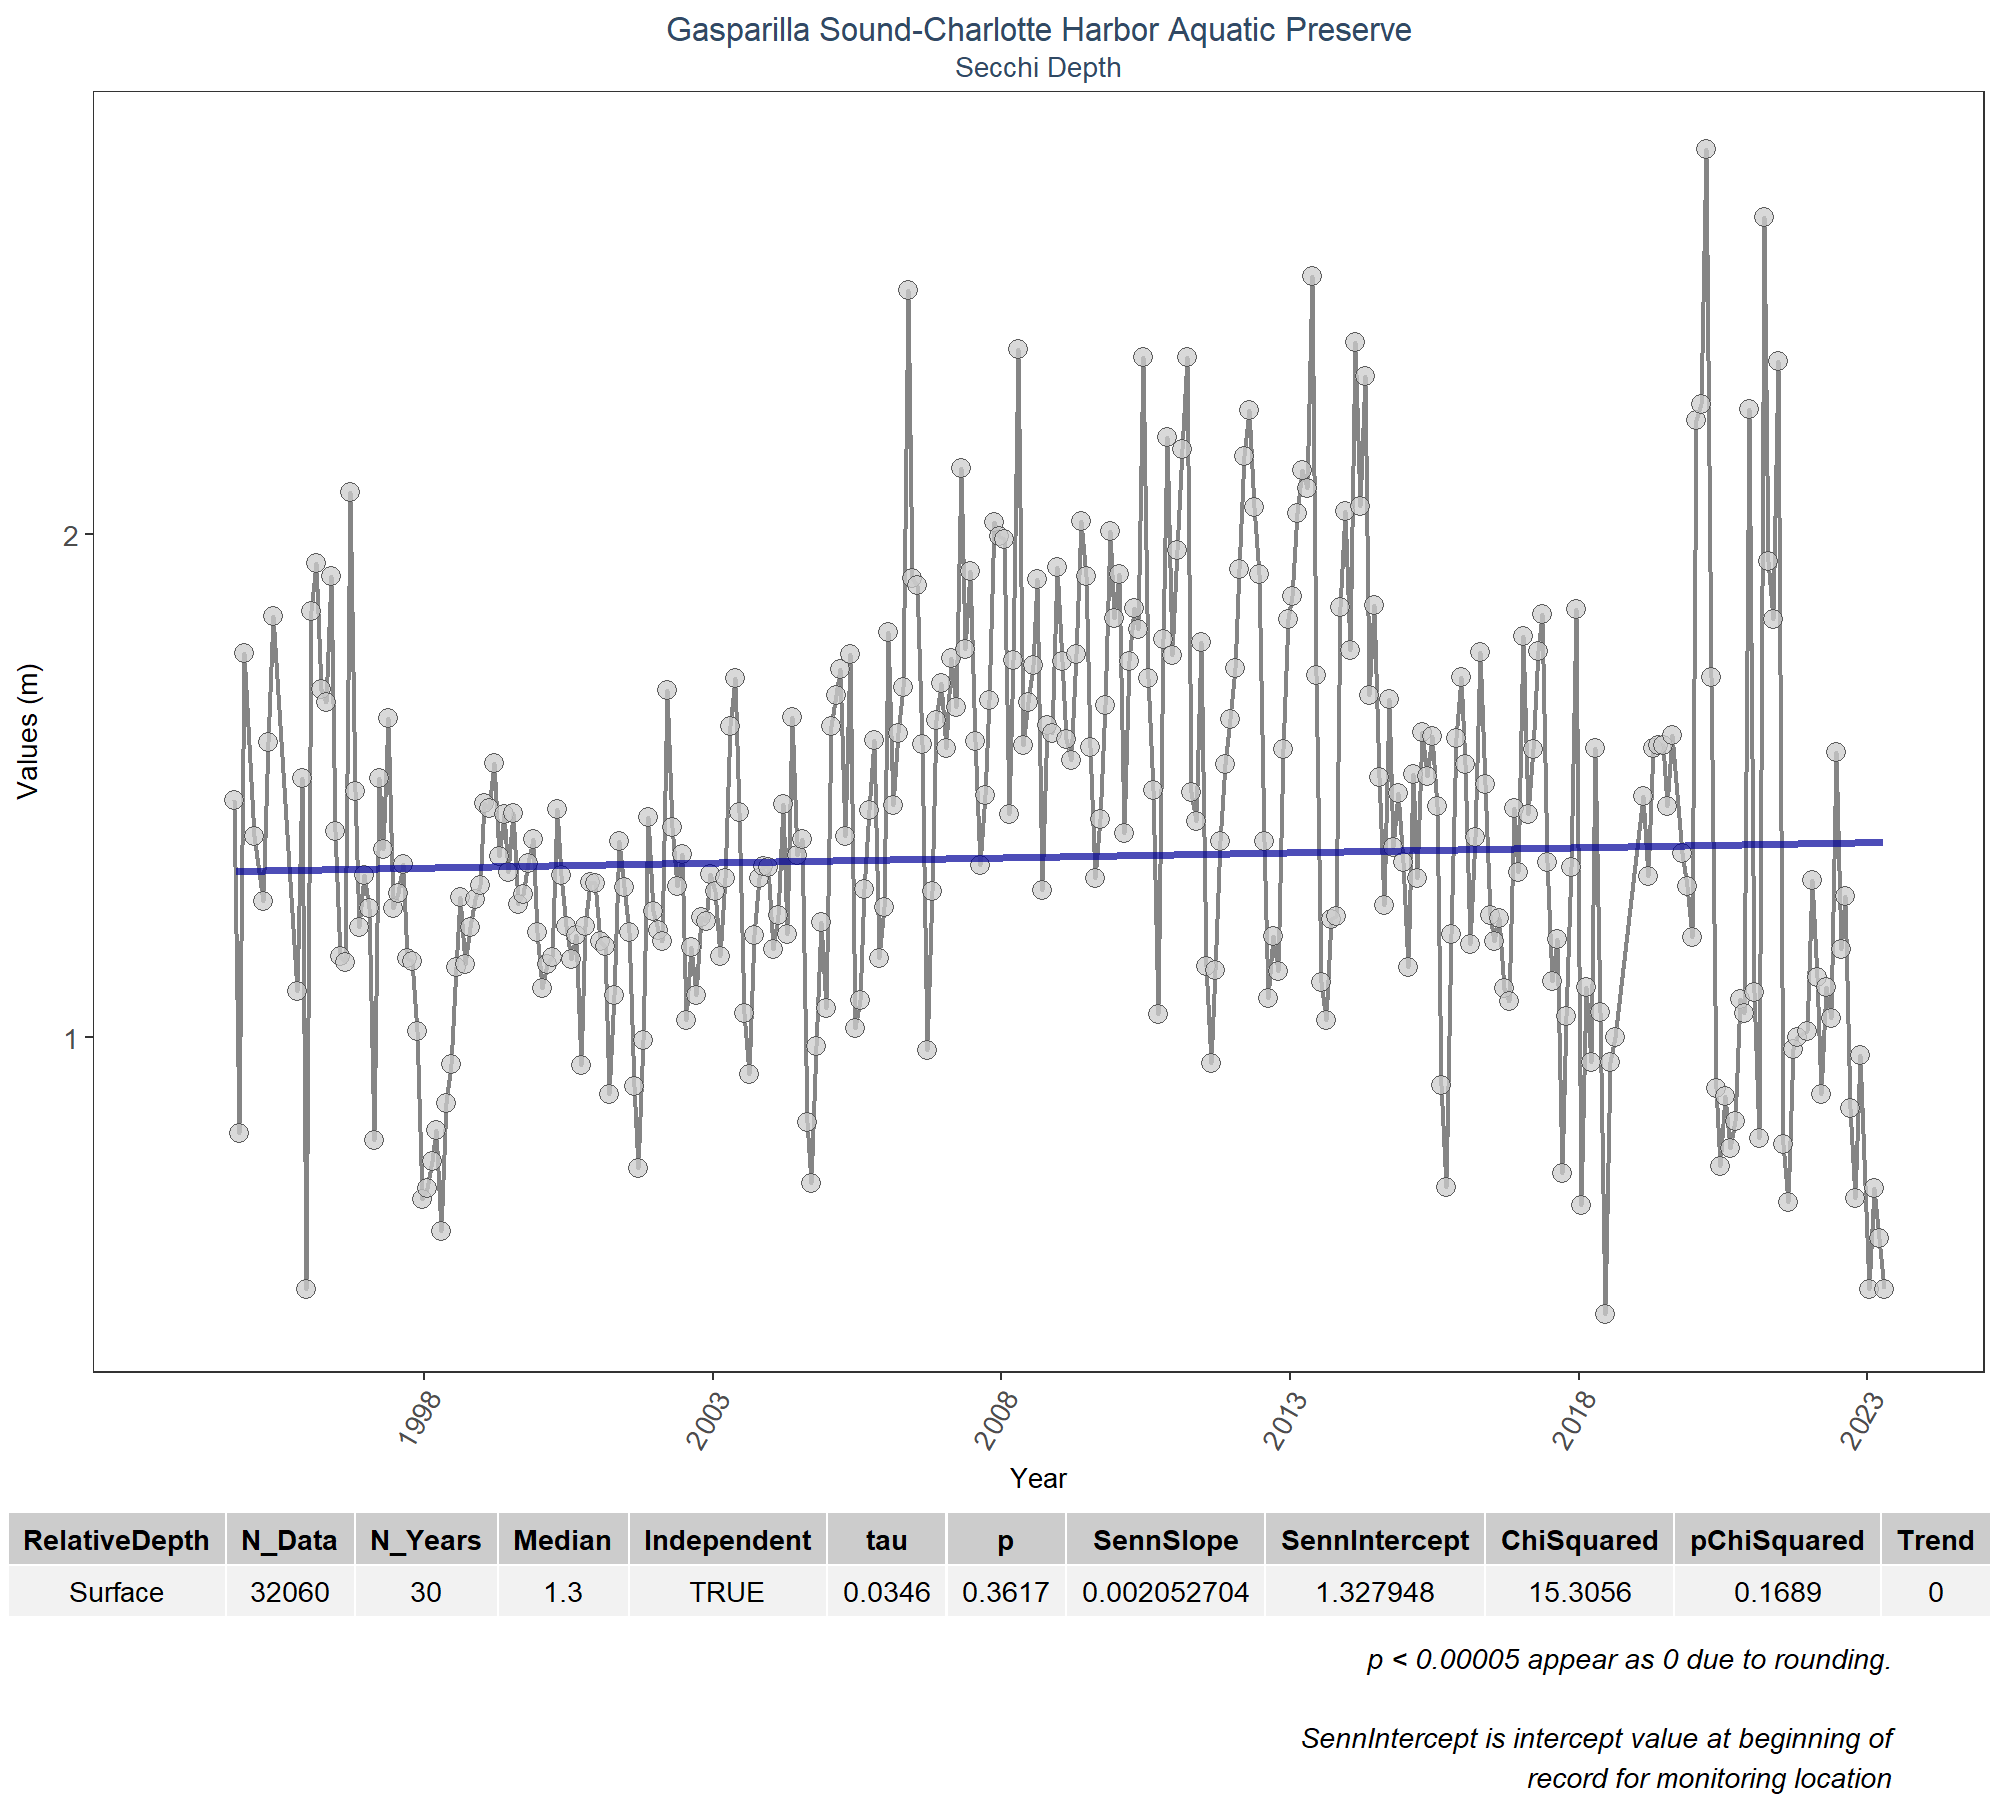 Gasparilla Sound-Charlotte Harbor Aquatic Preserve
Secchi Depth
Values (m)
2
1
1998 2003 2008 2013 2018 2023
Year
RelativeDepth N_Data N_Years Median Independent tau p SennSlope SennIntercept ChiSquared pChiSquared Trend
Surface 32060 30 1.3 TRUE 0.0346 0.3617 0.002052704 1.327948 15.3056 0.1689 0
p < 0.00005 appear as 0 due to rounding.
SennIntercept is intercept value at beginning of
record for monitoring location